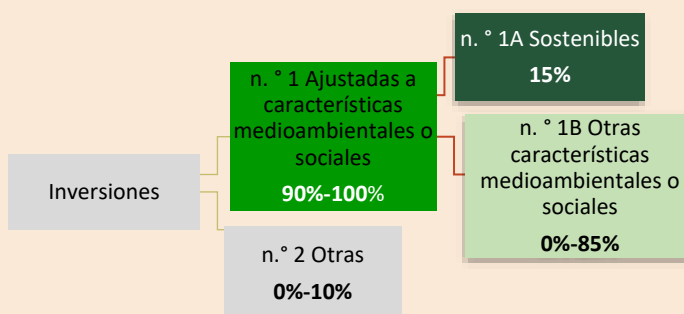 Inversiones
n. ° 1 Ajustadas a
características
medioambientales o
sociales
90%-100%
n.° 2 Otras
0%-10%
n. ° 1A Sostenibles
15%
n. ° 1B Otras
características
medioambientales o
sociales
0%-85%